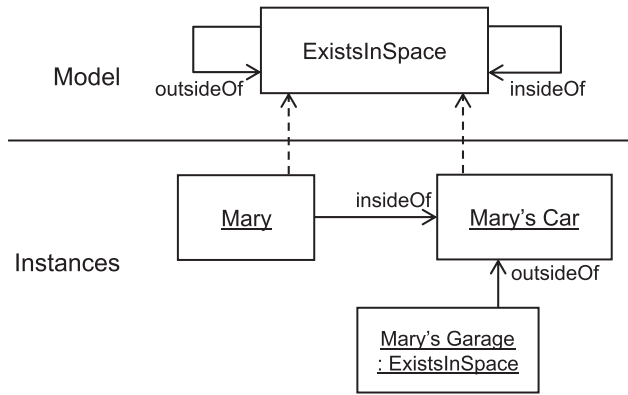 ExistsInSpace
Model
outsideOf
insideOf
Mary
insideOf
Mary's Car
Instances
outsideOf
Mary's Garage
: ExistsInSpace